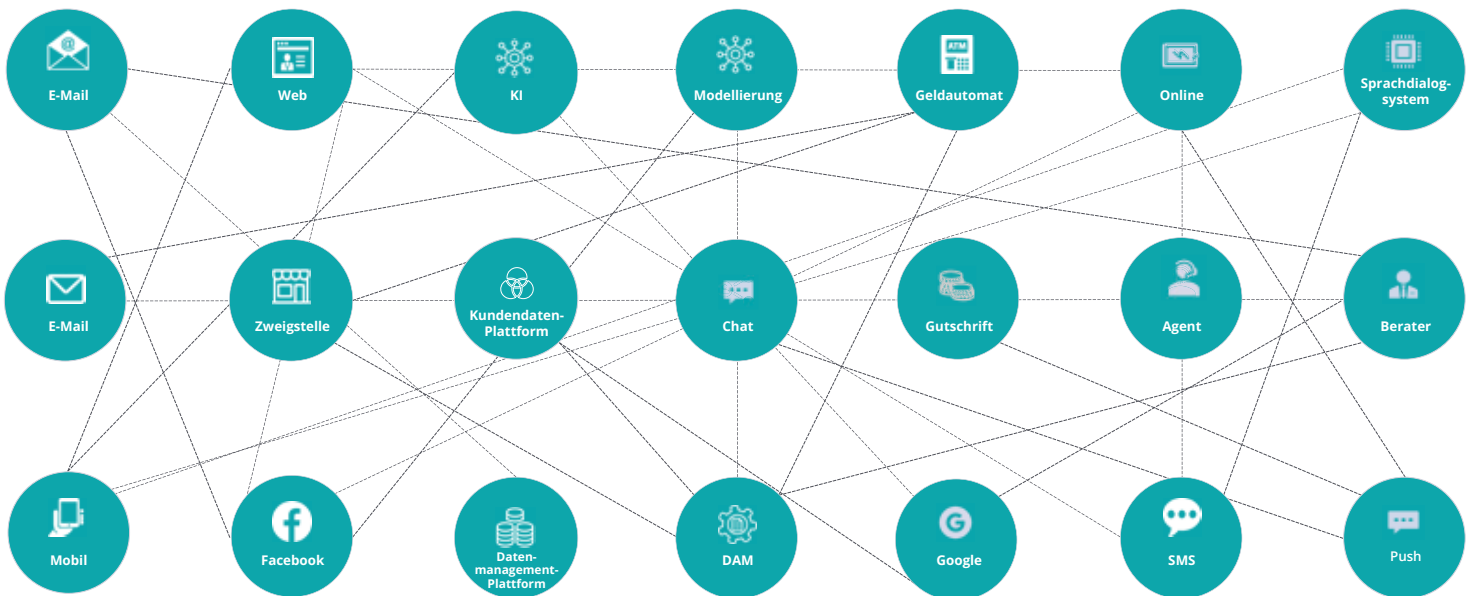 E-Mail
Web
KI
Modellierung
ATM
Geldautomat
Online
Sprachdialog-
system
E-Mail
Zweigstelle
Kundendaten-
Plattform
Chat
Gutschrift
Agent
Berater
Mobil
Facebook
Daten-
management-
Plattform
DAM
G
Google
SMS
Push